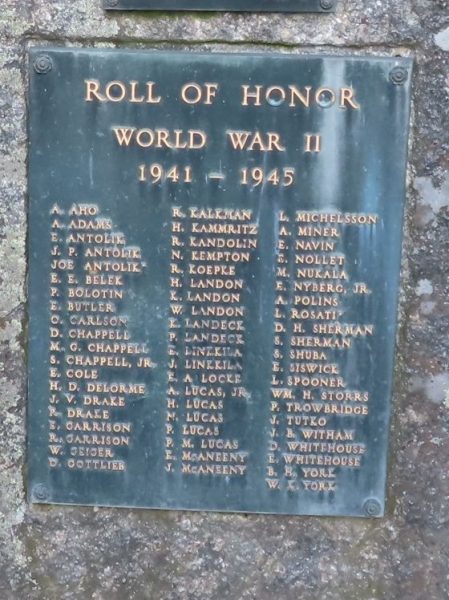 ROLL OF HONOR
WORLD WAR II
1941 – 1945
A. AHO
A. ADAMS
E. ANTOLIK
J. P. ANTOLIK
JOE ANTOLIK
E. E. BELEK
P. BOLOTIN
E. BUTLER
C. CARLSON
D. CHAPPELL
M. G. CHAPPELL
S. CHAPPELL, JR.
E. COLE
H. D. DELORME
J. V. DRAKE
R. DRAKE
E. GARRISON
R. GARRISON
W. GEIGER
D. GOTTLIEB
R. KALKMAN
H. KAMMRITZ
R. KANDOLIN
N. KEMPTON
R. KOEPKE
H. LANDON
K. LANDON
W. LANDON
K. LANDECK
P. LANDECK
LINKKILA
J. LINKKILA
E. A. LOCKE
A. LUCAS, JR.
H. LUCAS
N. LUCAS
P. LUCAS
P. M. LUCAS
E. McANEENY
J. McANEENY
L. MICHELSSON
A. MINER
E. NAVIN
E. NOLLET
M. NUKALA
E. NYBERG, JR.
A. POLINS
L. ROSATI
D. H. SHERMAN
S. SHERMAN
S. SHUBA
E. SISWICK
L. SPOONER
WM. H. STORRS
P. TROWBRIDGE
J. TUTKO
J. B. WITHAM
D. WHITEHOUSE
E. WHITEHOUSE
B. H. YORK
W. K. YORK